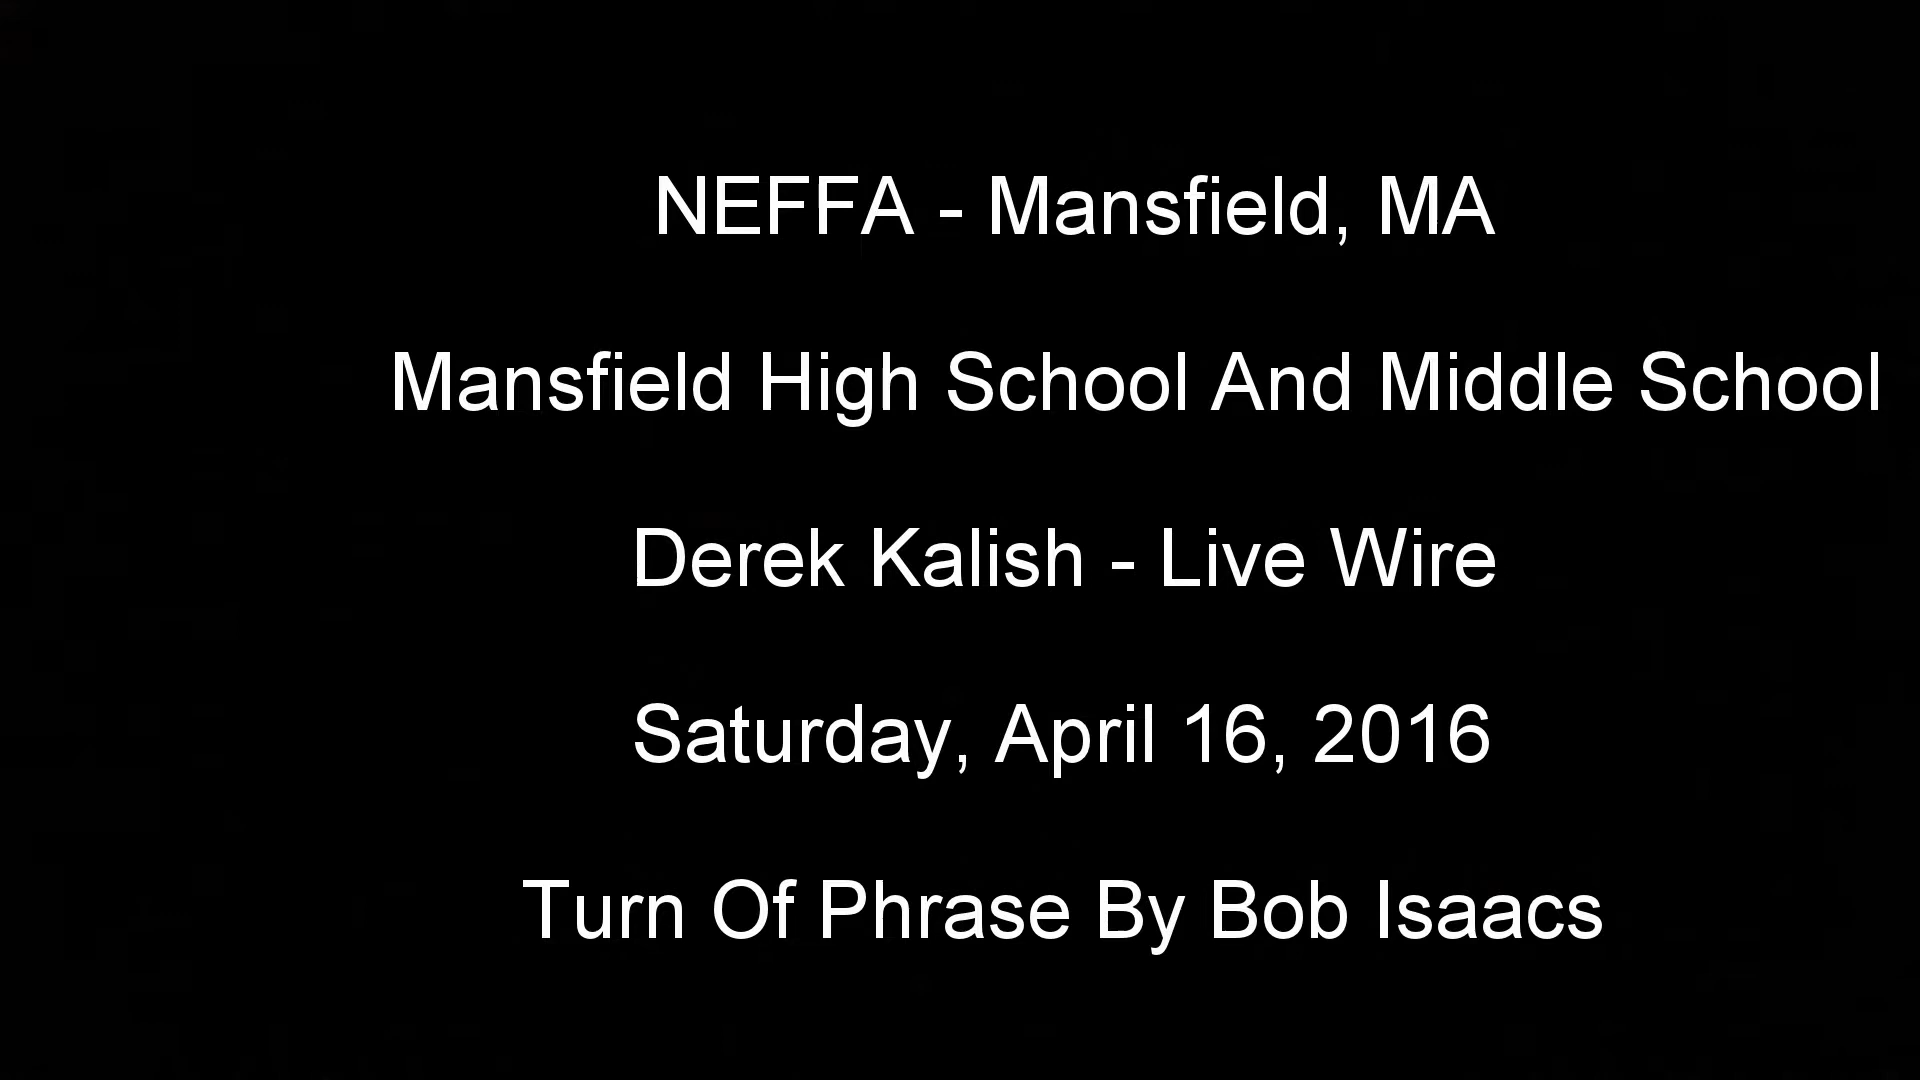 NEFFA - Mansfield, MA
Mansfield High School And Middle School
Derek Kalish - Live Wire
Saturday, April 16, 2016
Turn Of Phrase By Bob Isaacs